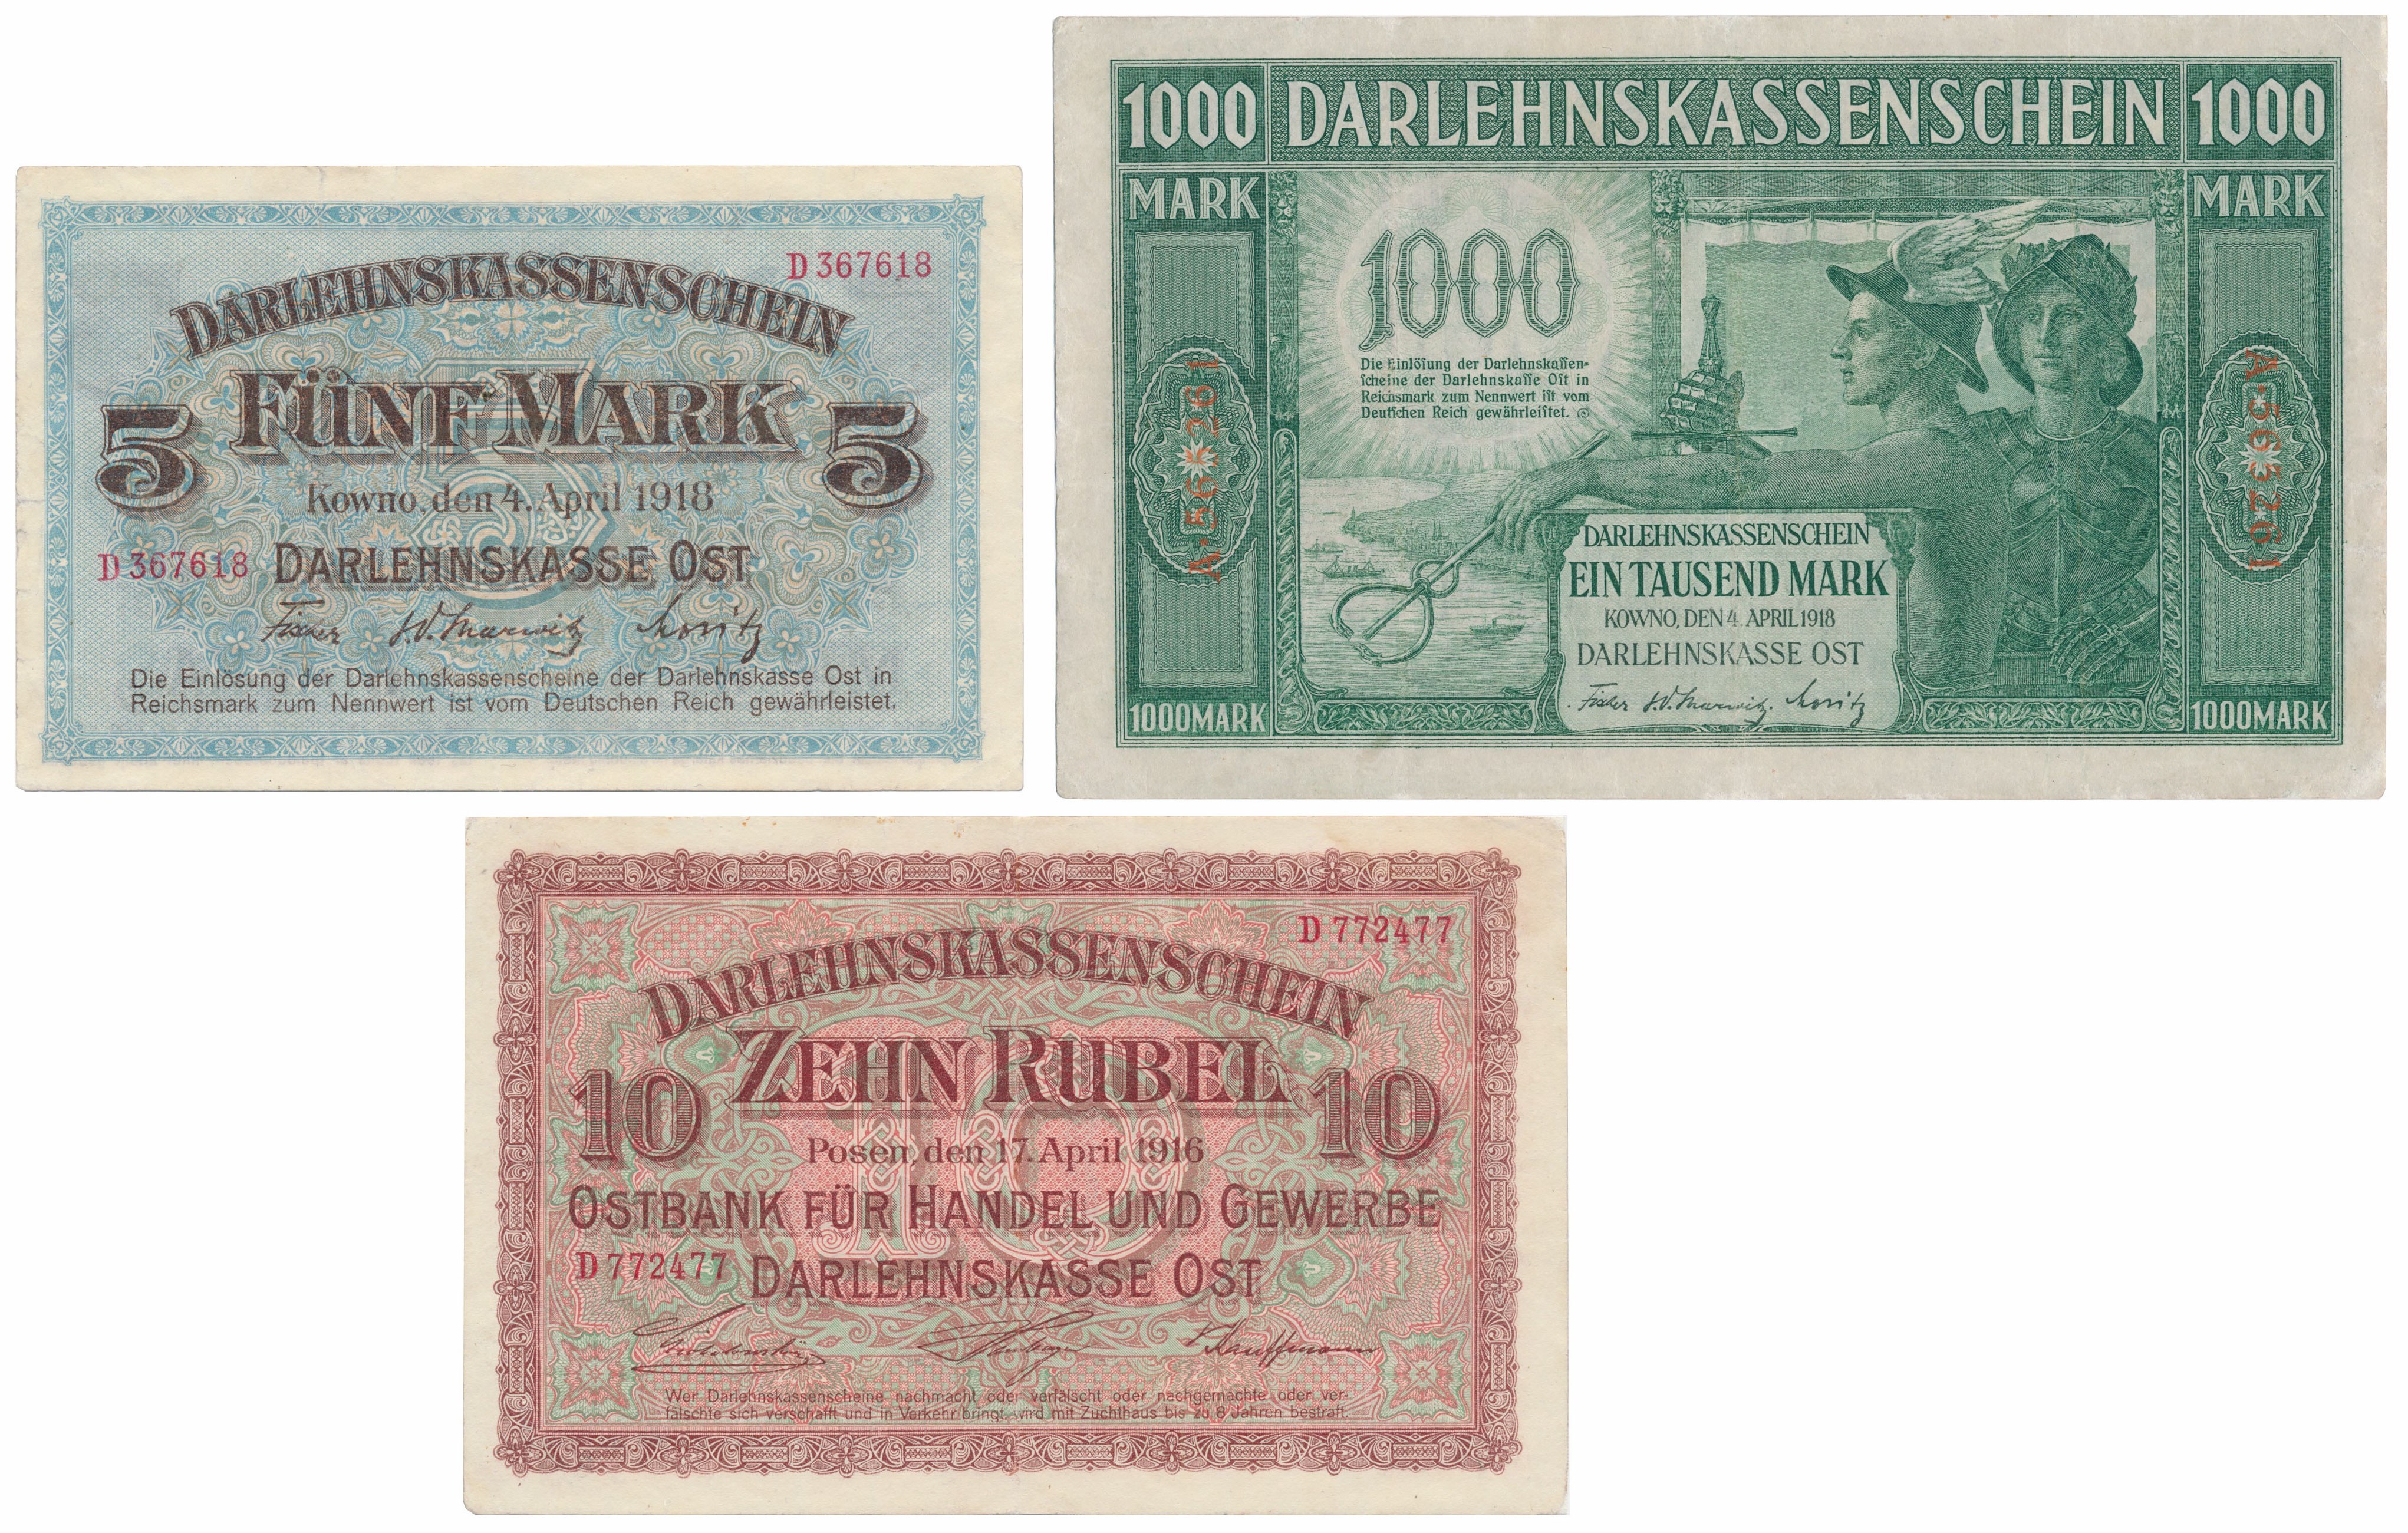 DARLEHNSKASSENSCHEIN
D 367618
FÜNF MARK
5 5
Kowno, den 4. April 1918
D 367618 DARLEHNSKASSE OST
Fischer Moritz
Die Einlösung der Darlehnskassenscheine der Darlehnskasse Ost in
Reichsmark zum Nennwert ist vom Deutschen Reich gewährleistet.
1000 DARLEHNSKASSENSCHEIN 1000
MARK MARK
1000
Die Einlöſung der Darlehnskaſſen-
ſcheine der Darlehnskaſſe Oſt in
Reichsmark zum Nennwert iſt vom
Deutſchen Reich gewährleiſtet.
DARLEHNSKASSENSCHEIN
EIN TAUSEND MARK
KOWNO, DEN 4. APRIL 1918
DARLEHNSKASSE OST
Fischer Moritz
1000MARK 1000MARK
D 772477
DARLEHNSKASSENSCHEIN
ZEHN RUBEL
10 10
Posen, den 17. April 1916
OSTBANK FÜR HANDEL UND GEWERBE
D 772477 DARLEHNSKASSE OST
Kauffmann
Wer Darlehnskassenscheine nachmacht oder verfälscht oder nachgemachte oder ver-
fälschte sich verschafft und in Verkehr bringt, wird mit Zuchthaus bis zu 8 Jahren bestraft.